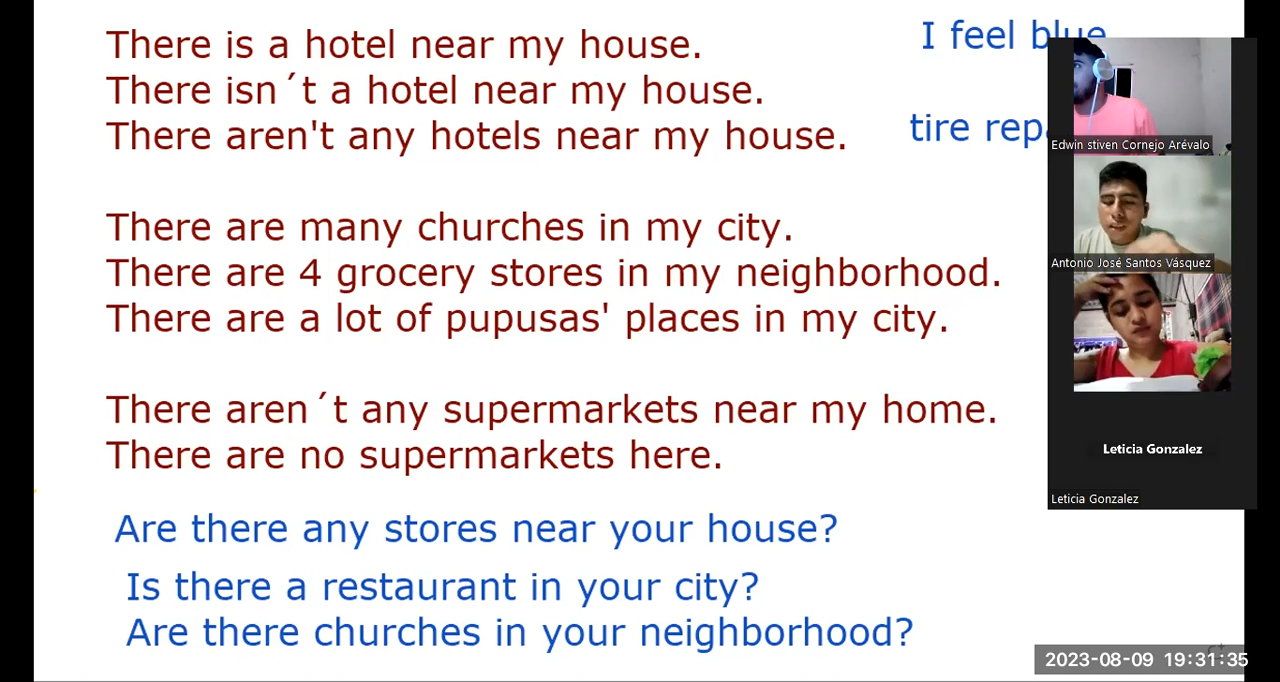 There is a hotel near my house.
There isn´t a hotel near my house.
There aren't any hotels near my house.
There are many churches in my city.
There are 4 grocery stores in my neighborhood.
There are a lot of pupusas' places in my city.
There aren´t any supermarkets near my home.
There are no supermarkets here.
Are there any stores near your house?
Is there a restaurant in your city?
Are there churches in your neighborhood?
I feel blue
tire
Edwin stiven Cornejo Arévalo
Antonio José Santos Vásquez
Leticia Gonzalez
Leticia Gonzalez
2023-08-09 19:31:35